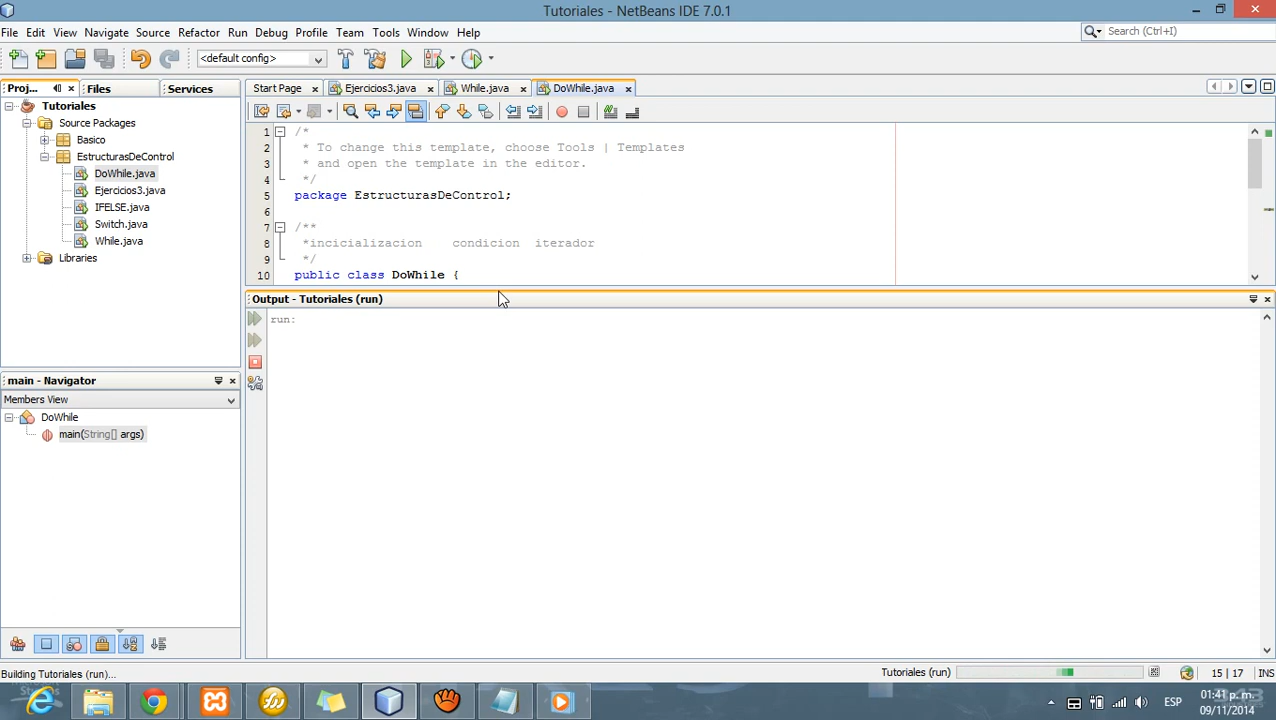 Tutoriales - NetBeans IDE 7.0.1
File Edit View Navigate Source Refactor Run Debug Profile Team Tools Window Help
Search (Ctrl+I)
<default config>
Proj... Files Services
Start Page Ejercicios3.java While.java DoWhile.java
Tutoriales
Source Packages
Basico
EstructurasDeControl
DoWhile.java
Ejercicios3.java
IFELSE.java
Switch.java
While.java
Libraries
1 /*
2 * To change this template, choose Tools | Templates
3 * and open the template in the editor.
4 */
5 package EstructurasDeControl;
6
7 /**
8 *incicializacion condicion iterador
9 */
10 public class DoWhile {
Output - Tutoriales (run)
run:
main - Navigator
Members View
DoWhile
main(String[] args)
Building Tutoriales (run)...
Tutoriales (run)
15 | 17 INS
ESP
01:41 p. m.
09/11/2014